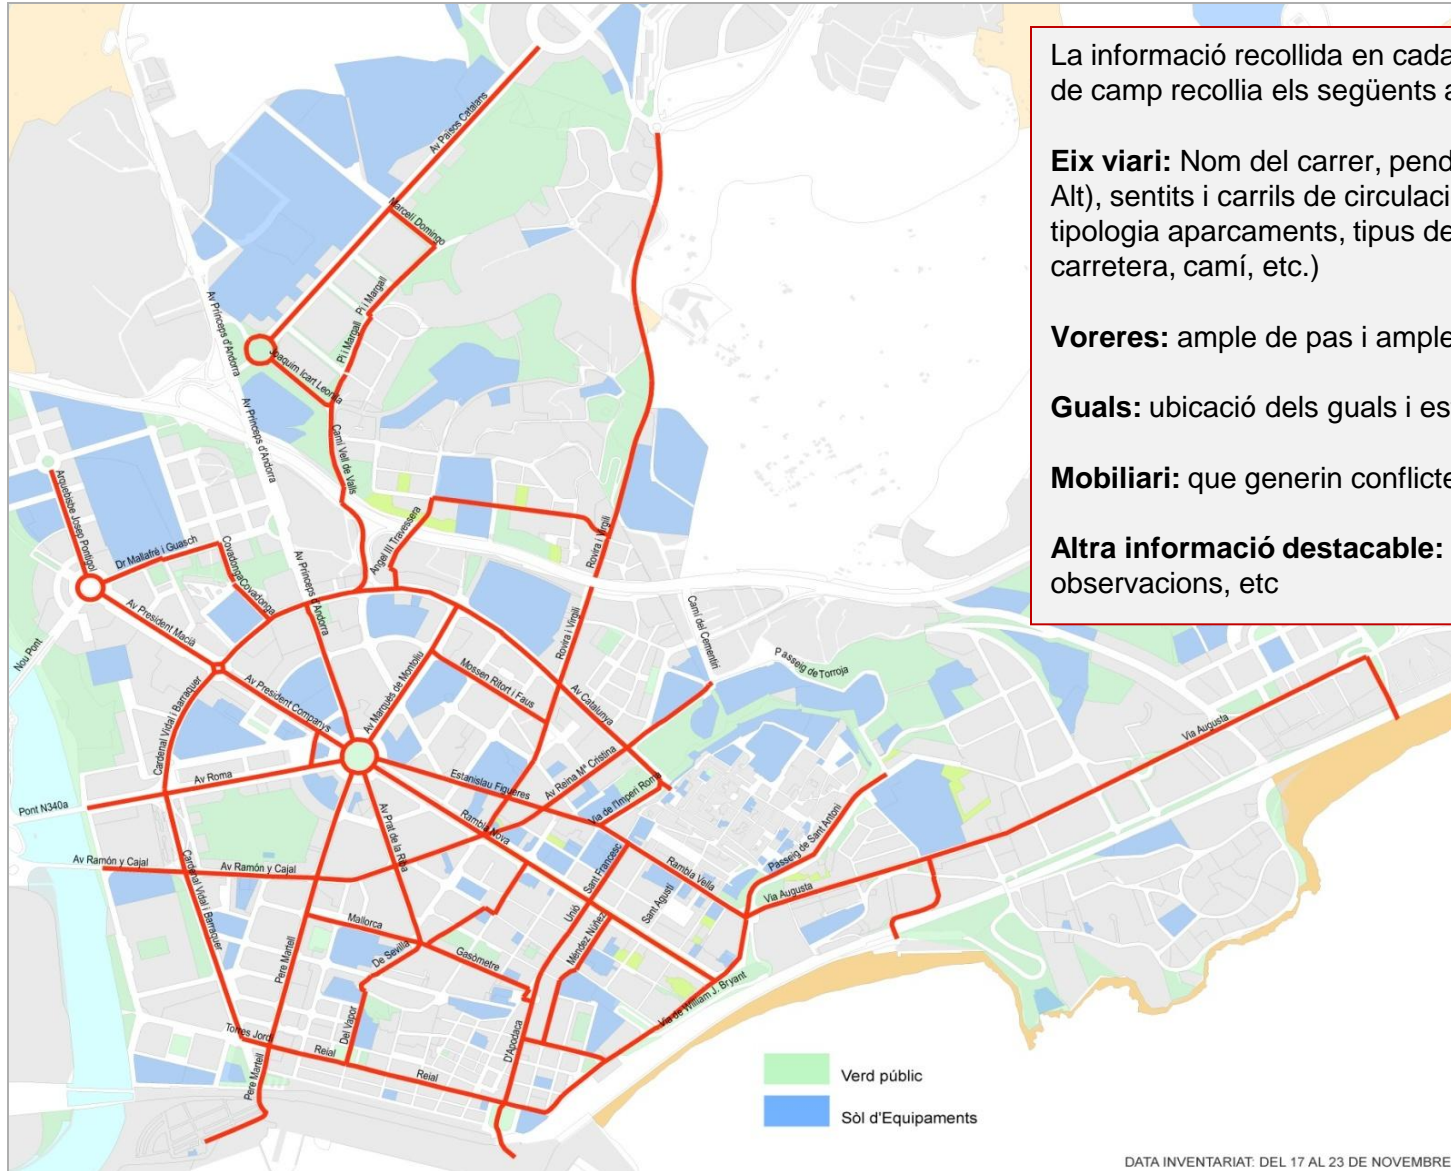 La informació recollida en cada
de camp recollia els següents a
Eix viari: Nom del carrer, pend
Alt), sentits i carrils de circulaci
tipologia aparcaments, tipus de
carretera, camí, etc.)
Voreres: ample de pas i ample
Guals: ubicació dels guals i es
Mobiliari: que generin conflicte
Altra informació destacable:
observacions, etc
Av Països Catalans
Marcelí Domingo
Pi i Margall
Pi i Margall
Av Prínceps d'Andorra
Joaquim Icart Leonila
Av Prínceps d'Andorra
Camí Vell de Valls
Arquebisbe Josep Pontigol
Dr Mallafrè i Guasch
Covadonga
Covadonga
Angel III Travessera
Rovira i Virgili
Av Prínceps d'Andorra
Av President Macià
Nou Pont
Camí del Cementiri
Passeig de Torroja
Rovira i Virgili
Mossen Ritort i Faus
Av Marquès de Montoliu
Av President Companys
Cardenal Vidal i Barraquer
Av Catalunya
Via Augusta
Av Roma
Pont N340a
Estanislau Figueres
Av Reina Mª Cristina
Via de l'Imperi Romà
Rambla Nova
Av Prat de la Riba
Passeig de Sant Antoni
Av Ramón y Cajal
Av Ramón y Cajal
Cardenal Vidal i Barraquer
Sant Francesc
Rambla Vella
Sant Agustí
Via Augusta
Unió
Méndez Núñez
Mallorca
De Sevilla
Gasòmetre
Pere Martell
Via de William J. Bryant
Torres Jordi
Del Vapor
Reial
Reial
D'Apodaca
Pere Martell
Verd públic
Sòl d'Equipaments
DATA INVENTARIAT: DEL 17 AL 23 DE NOVEMBRE